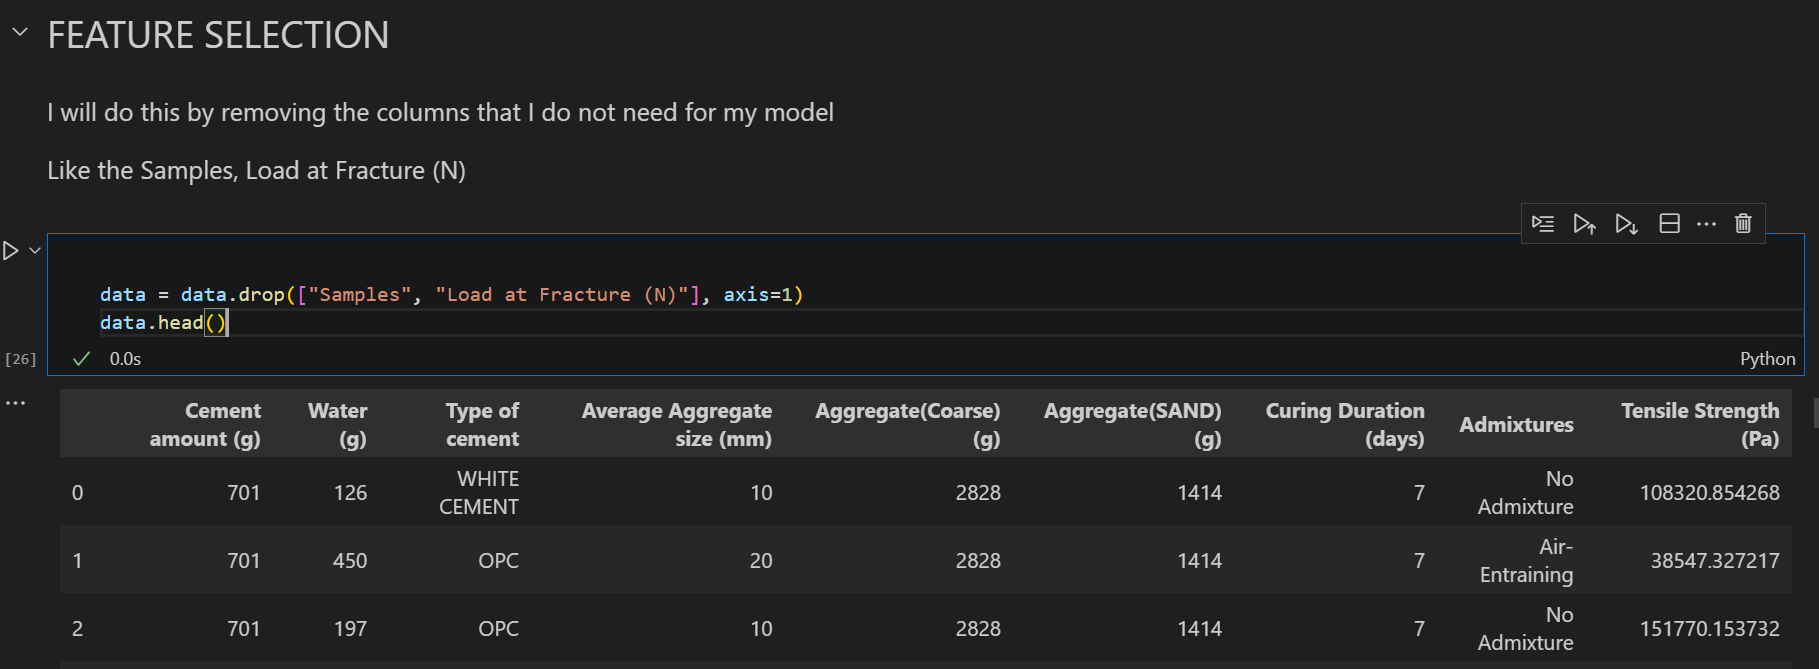 FEATURE SELECTION
I will do this by removing the columns that I do not need for my model
Like the Samples, Load at Fracture (N)
data = data.drop(["Samples", "Load at Fracture (N)"], axis=1)
data.head()
[26] 0.0s Python
Cement amount (g) Water (g) Type of cement Average Aggregate size (mm) Aggregate(Coarse) (g) Aggregate(SAND) (g) Curing Duration (days) Admixtures Tensile Strength (Pa)
0 701 126 WHITE CEMENT 10 2828 1414 7 No Admixture 108320.854268
1 701 450 OPC 20 2828 1414 7 Air-Entraining 38547.327217
2 701 197 OPC 10 2828 1414 7 No Admixture 151770.153732